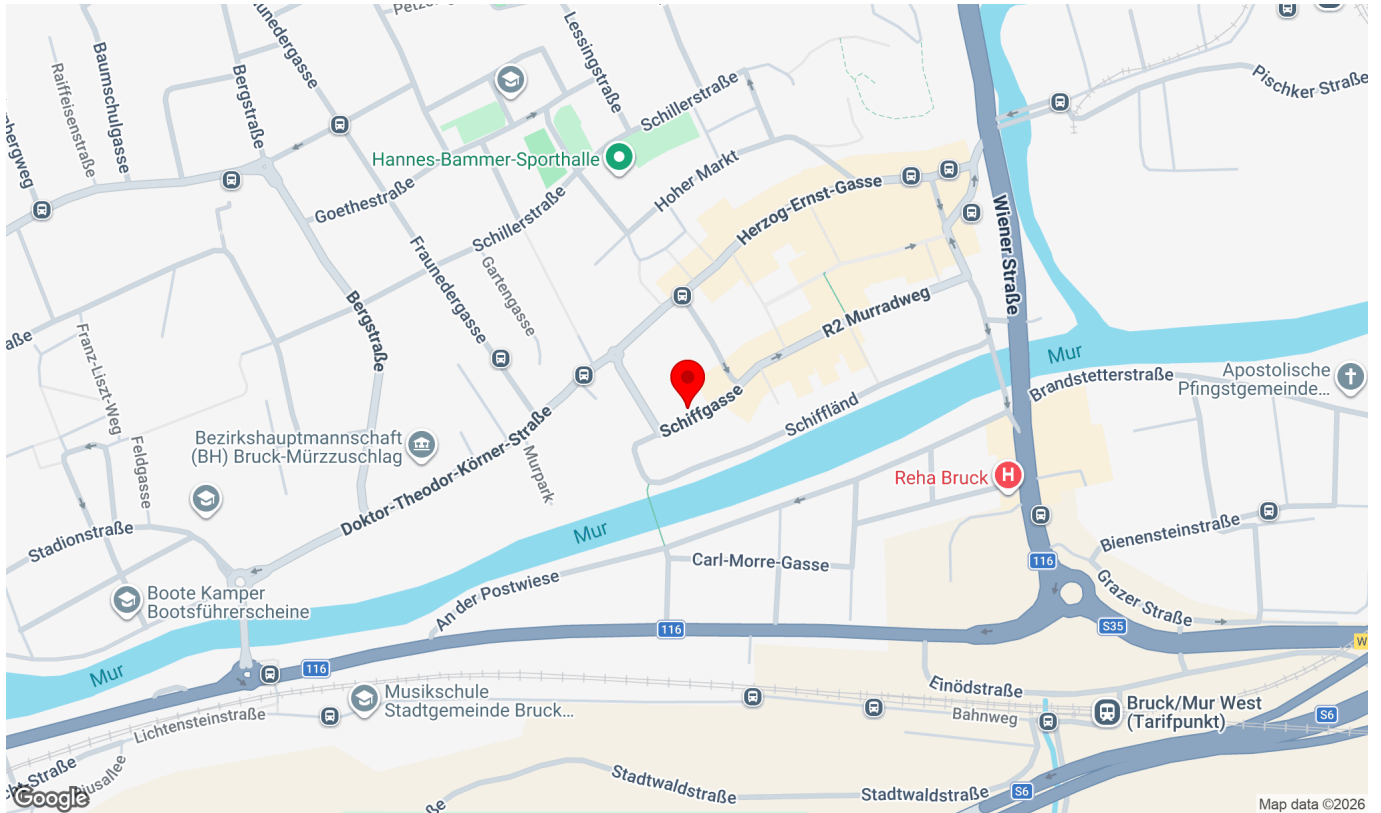 Petzol
Fraunedergasse
Lessingstraße
Baumschulgasse
Raiffeisenstraße
Bergstraße
Pischker Straße
Schillerstraße
Hannes-Bammer-Sporthalle
Hoher Markt
Goethestraße
Herzog-Ernst-Gasse
Schillerstraße
Wiener Straße
Fraunedergasse
Gartengasse
Bergstraße
R2 Murradweg
aße
Franz-Liszt-Weg
Mur
Brandstetterstraße
Apostolische
Pfingstgemeinde...
Schiffgasse
Schiffländ
Bezirkshauptmannschaft
(BH) Bruck-Mürzzuschlag
Feldgasse
Murpark
Doktor-Theodor-Körner-Straße
Reha Bruck
H
Stadionstraße
Mur
Bienensteinstraße
Carl-Morre-Gasse
116
Boote Kamper
Bootsführerscheine
An der Postwiese
Grazer Straße
116
S35
W
116
Mur
Musikschule
Stadtgemeinde Bruck...
Einödstraße
Bahnweg
Bruck/Mur West
(Tarifpunkt)
S6
Lichtensteinstraße
Stadtwaldstraße
Stadtwaldstraße
S6
Piusallee
Google
Map data ©2026